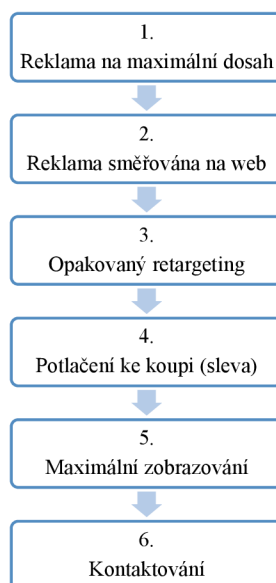 1.
Reklama na maximální dosah
2.
Reklama směřována na web
3.
Opakovaný retargeting
4.
Potlačení ke koupi (sleva)
5.
Maximální zobrazování
6.
Kontaktování